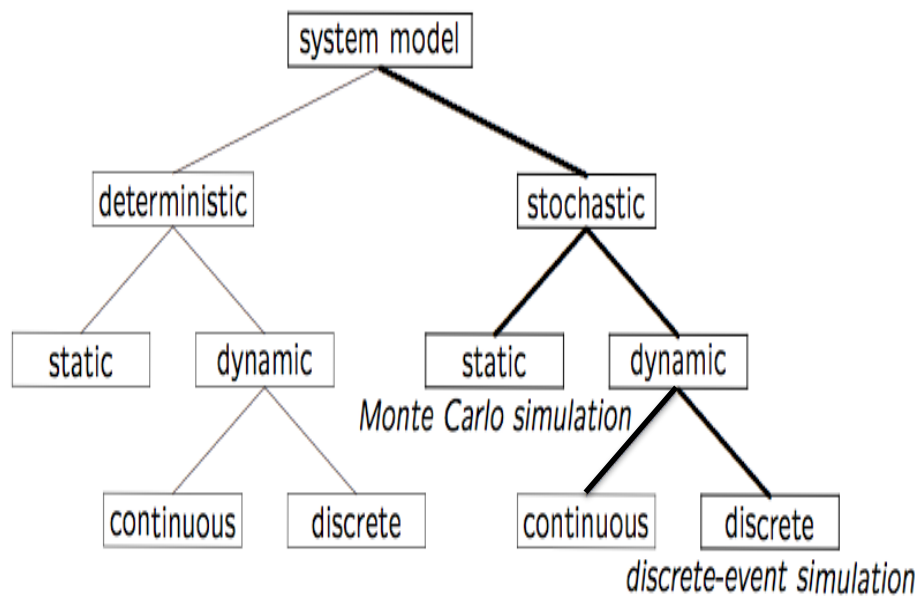 system model
deterministic
stochastic
static
dynamic
static
dynamic
Monte Carlo simulation
continuous
discrete
continuous
discrete
discrete-event simulation